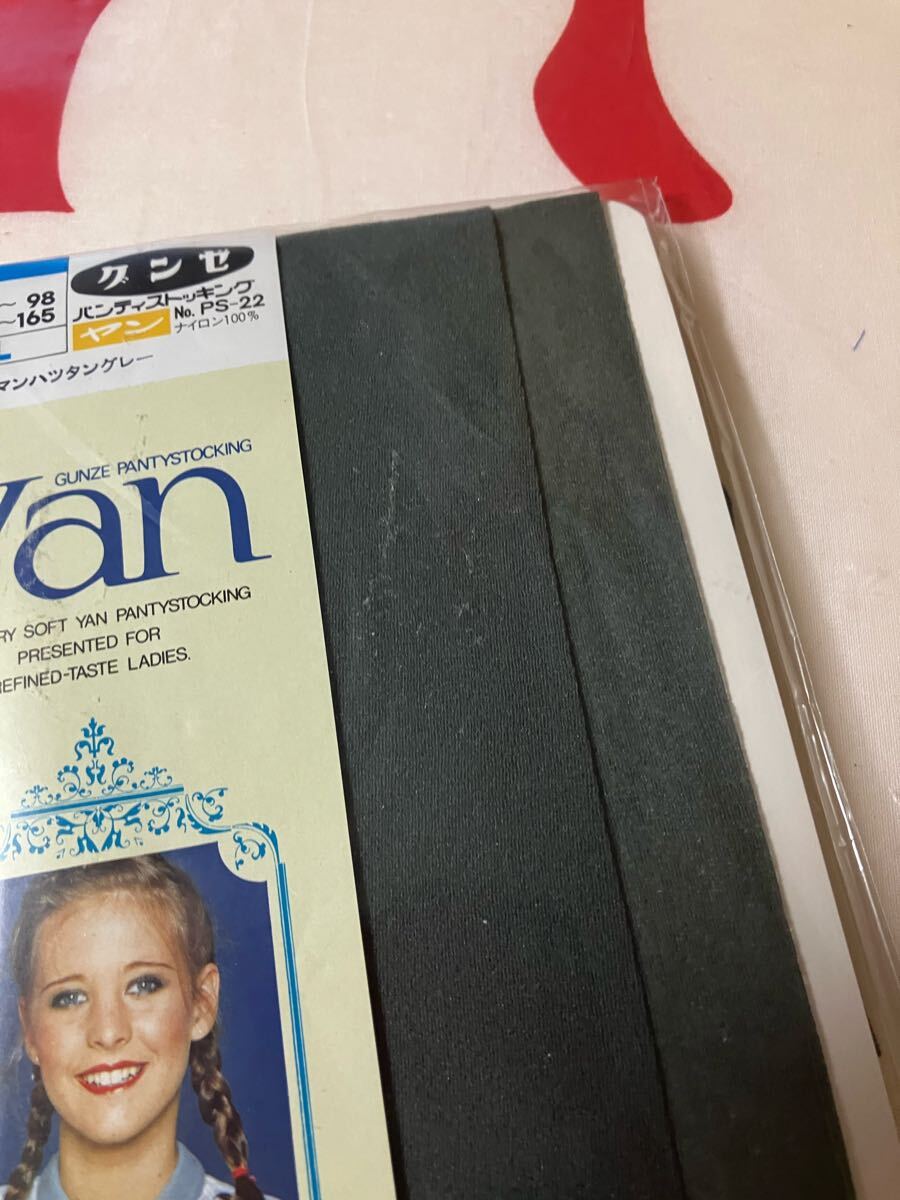 グンゼ
～98
～165
L
パンティストッキング
ヤン No. PS-22
ナイロン100%
マンハツタングレー
GUNZE PANTYSTOCKING
Yan
RY SOFT YAN PANTYSTOCKING
PRESENTED FOR
REFINED-TASTE LADIES.